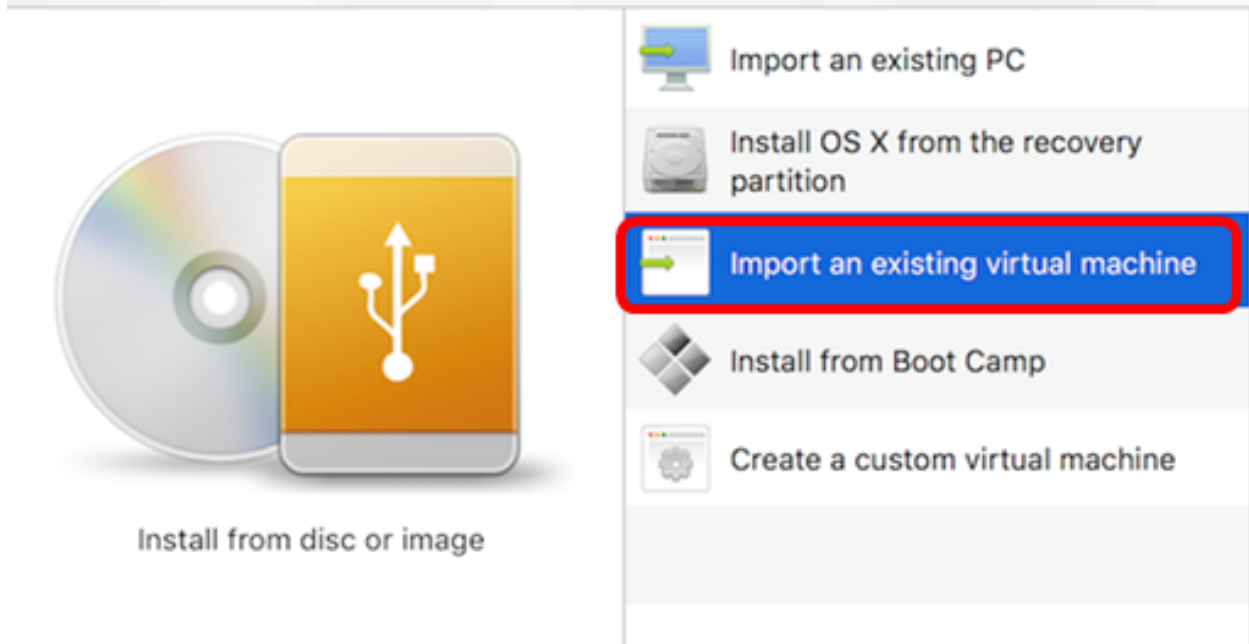 Install from disc or image
Import an existing PC
Install OS X from the recovery
partition
Import an existing virtual machine
Install from Boot Camp
Create a custom virtual machine